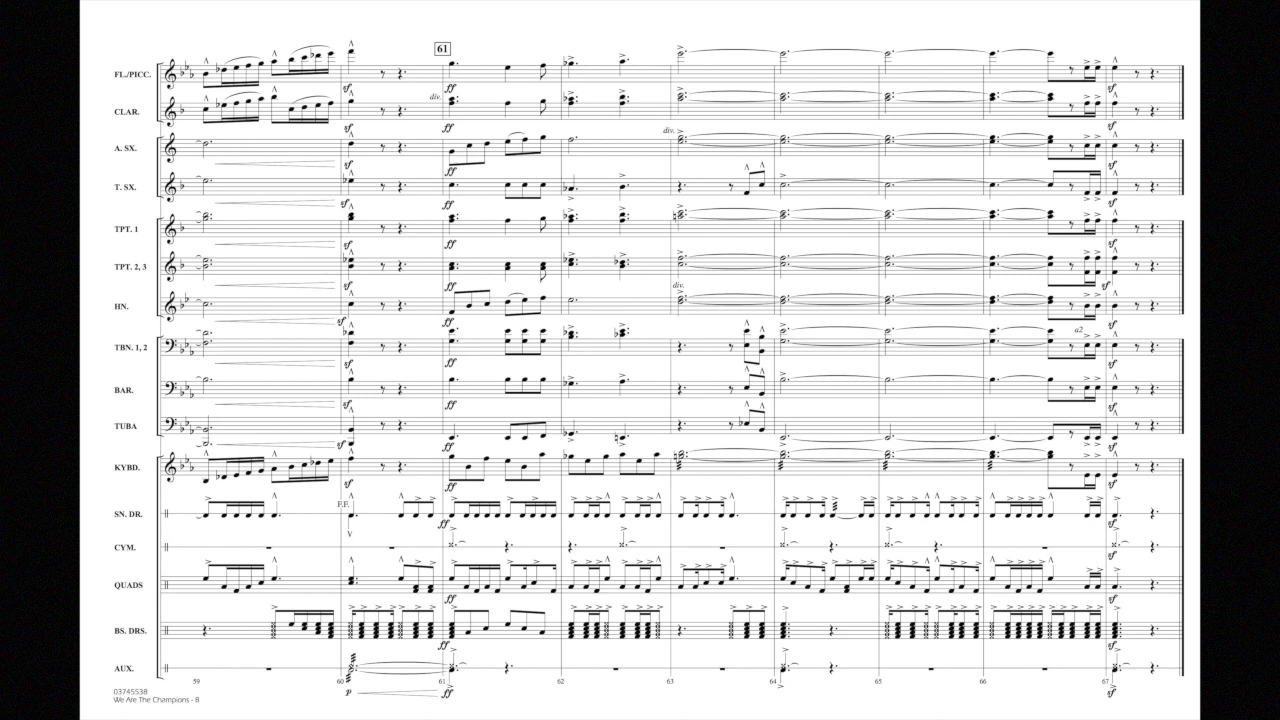 61
FL./PICC.
CLAR.
div.
A. SX.
div.
T. SX.
TPT. 1
TPT. 2, 3
HN.
div.
TBN. 1, 2
a2
BAR.
TUBA
KYBD.
SN. DR.
F.F.
CYM.
QUADS
BS. DRS.
AUX.
p ff sf
59 60 61 62 63 64 65 66 67
03745538
We Are The Champions - 8